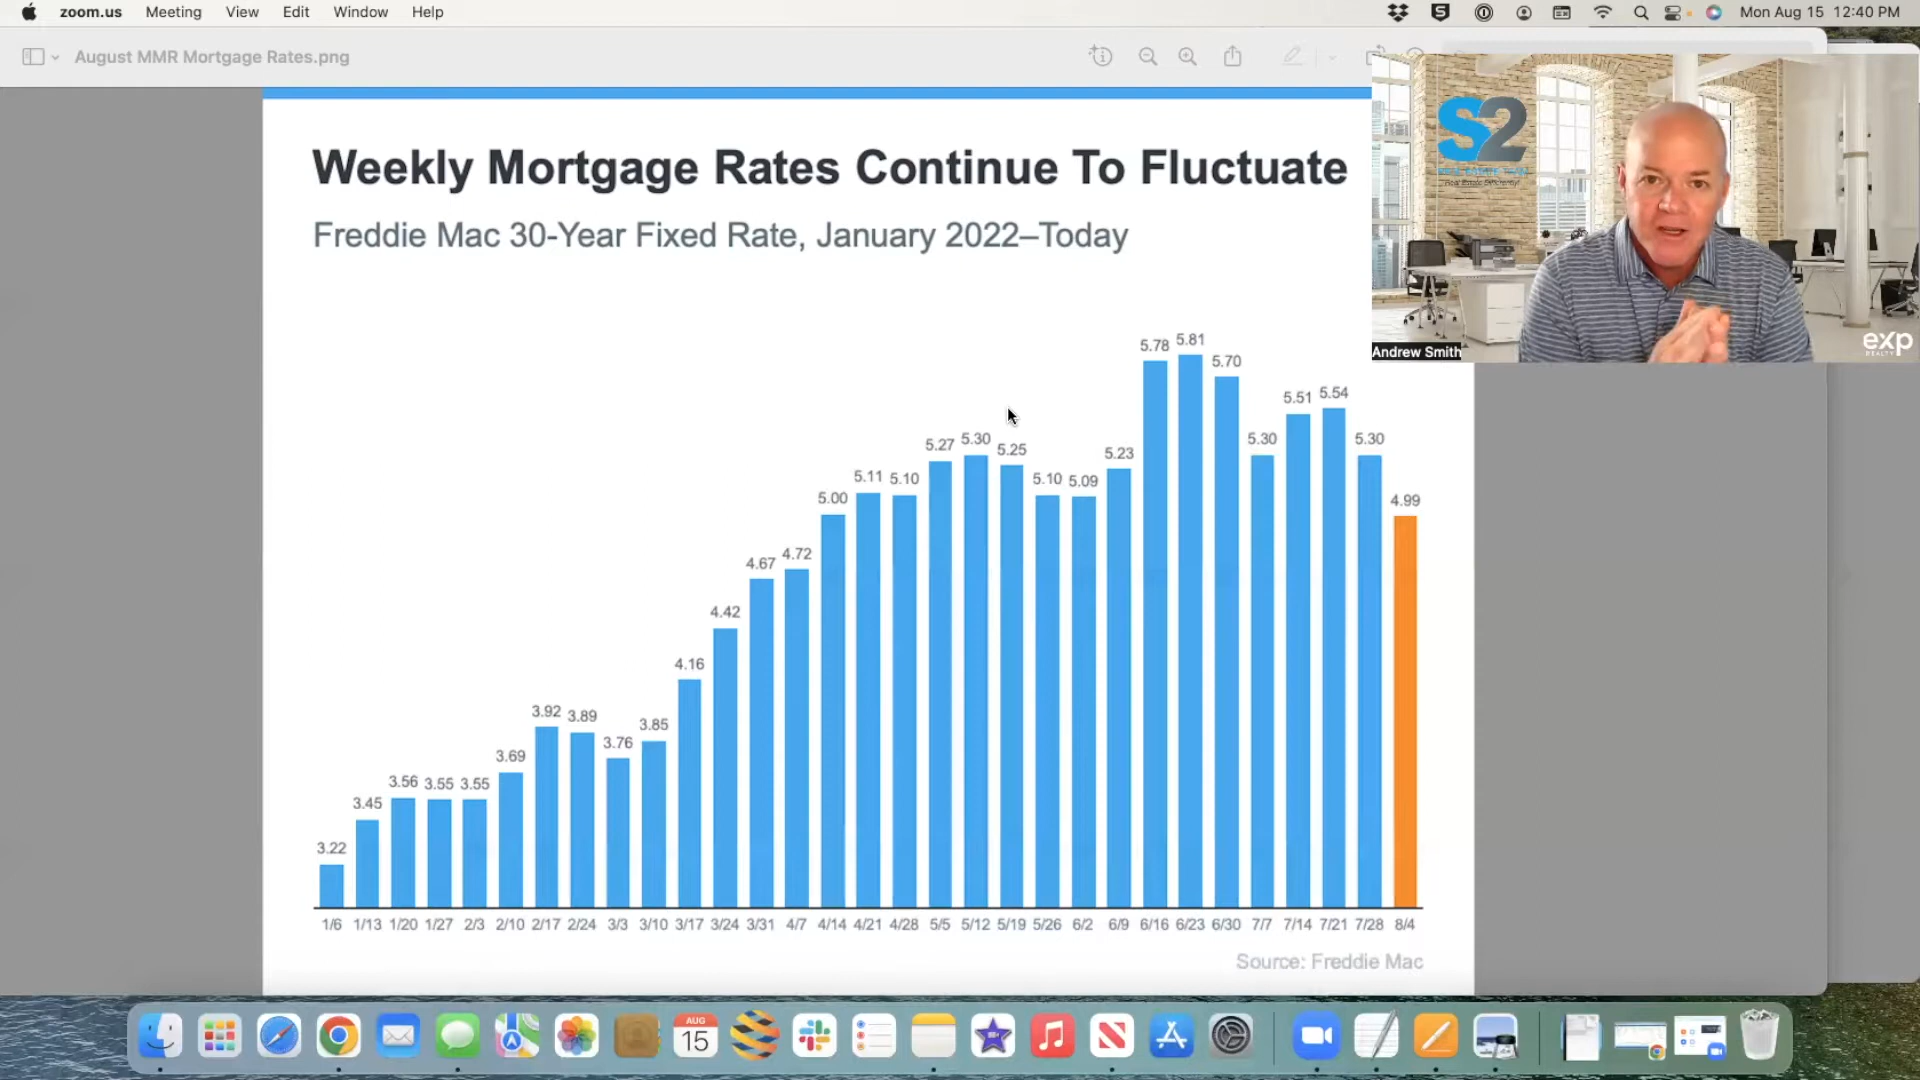 zoom.us Meeting View Edit Window Help Mon Aug 15 12:40 PM
August MMR Mortgage Rates.png
Weekly Mortgage Rates Continue To Fluctuate
Freddie Mac 30-Year Fixed Rate, January 2022–Today
S2
Real Estate Differently!
Andrew Smith
exp
REALTY
3.22 3.45 3.56 3.55 3.55 3.69 3.92 3.89 3.76 3.85 4.16 4.42 4.67 4.72 5.00 5.11 5.10 5.27 5.30 5.25 5.10 5.09 5.23 5.78 5.81 5.70 5.30 5.51 5.54 5.30 4.99
1/6 1/13 1/20 1/27 2/3 2/10 2/17 2/24 3/3 3/10 3/17 3/24 3/31 4/7 4/14 4/21 4/28 5/5 5/12 5/19 5/26 6/2 6/9 6/16 6/23 6/30 7/7 7/14 7/21 7/28 8/4
Source: Freddie Mac
AUG
15